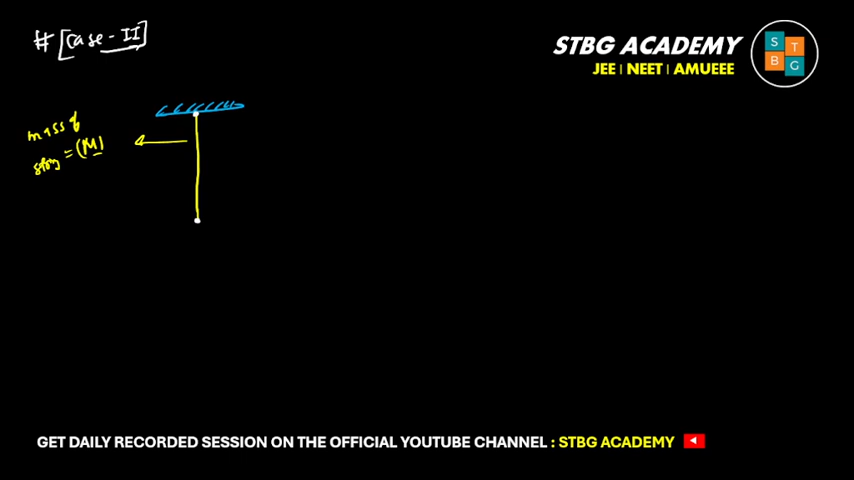 # [Case-II]
STBG ACADEMY
JEE | NEET | AMUEEE
S T
B G
mass of
string = (M)
GET DAILY RECORDED SESSION ON THE OFFICIAL YOUTUBE CHANNEL : STBG ACADEMY